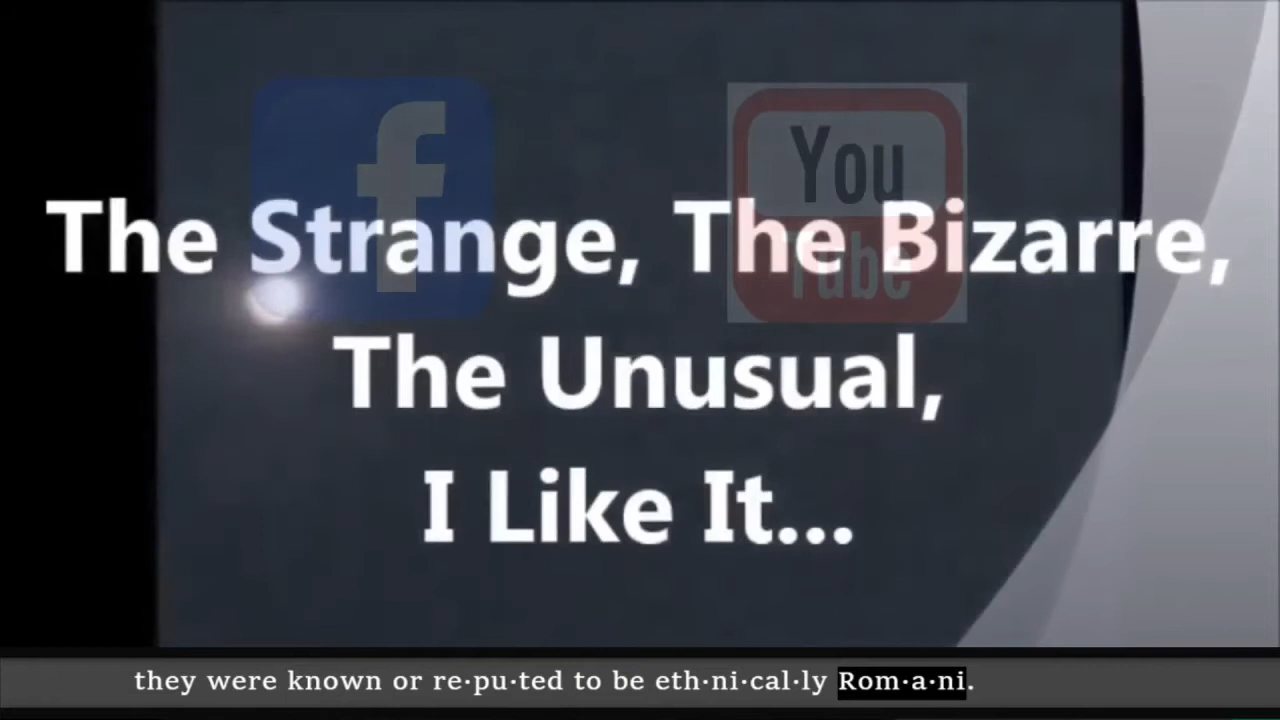 f
You
Tube
The Strange, The Bizarre,
The Unusual,
I Like It...
they were known or re·pu·ted to be eth·ni·cal·ly Rom·a·ni.